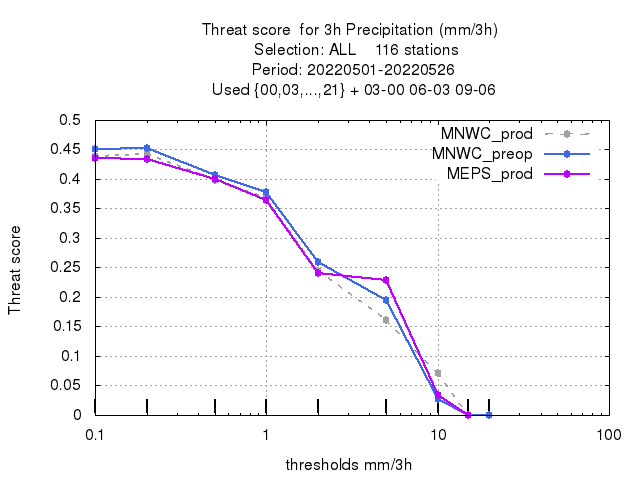 Threat score  for 3h Precipitation (mm/3h)
Selection: ALL    116 stations
Period: 20220501-20220526
Used {00,03,...,21} + 03-00 06-03 09-06
MNWC_prod
MNWC_preop
MEPS_prod
0.5
0.45
0.4
0.35
0.3
0.25
0.2
0.15
0.1
0.05
0
Threat score
0.1 1 10 100
thresholds mm/3h